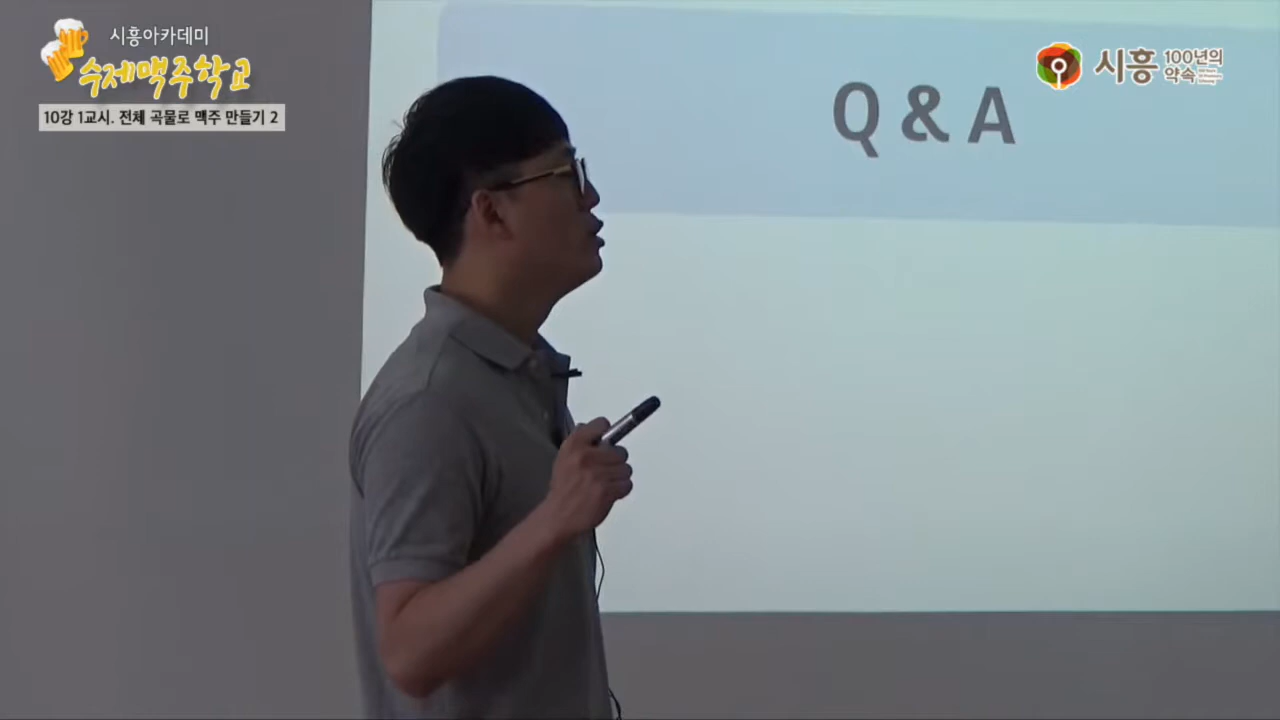 시흥아카데미
수제맥주학교
10강 1교시. 전체 곡물로 맥주 만들기 2
Q & A
시흥 100년의
약속